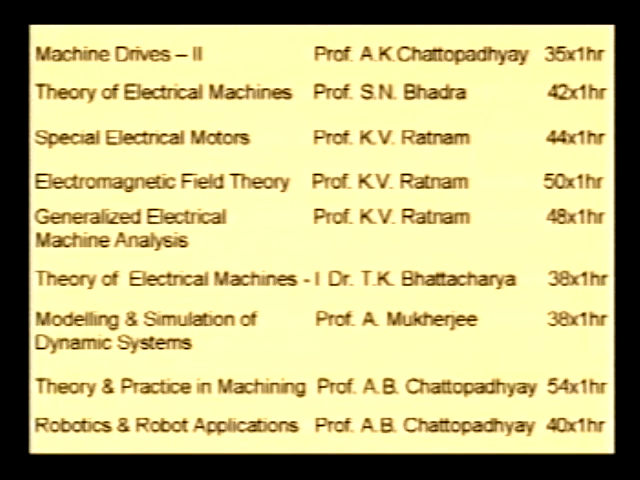 Machine Drives – II Prof. A.K.Chattopadhyay 35x1hr
Theory of Electrical Machines Prof. S.N. Bhadra 42x1hr
Special Electrical Motors Prof. K.V. Ratnam 44x1hr
Electromagnetic Field Theory Prof. K.V. Ratnam 50x1hr
Generalized Electrical Prof. K.V. Ratnam 48x1hr
Machine Analysis
Theory of Electrical Machines - I Dr. T.K. Bhattacharya 38x1hr
Modelling & Simulation of Prof. A. Mukherjee 38x1hr
Dynamic Systems
Theory & Practice in Machining Prof. A.B. Chattopadhyay 54x1hr
Robotics & Robot Applications Prof. A.B. Chattopadhyay 40x1hr